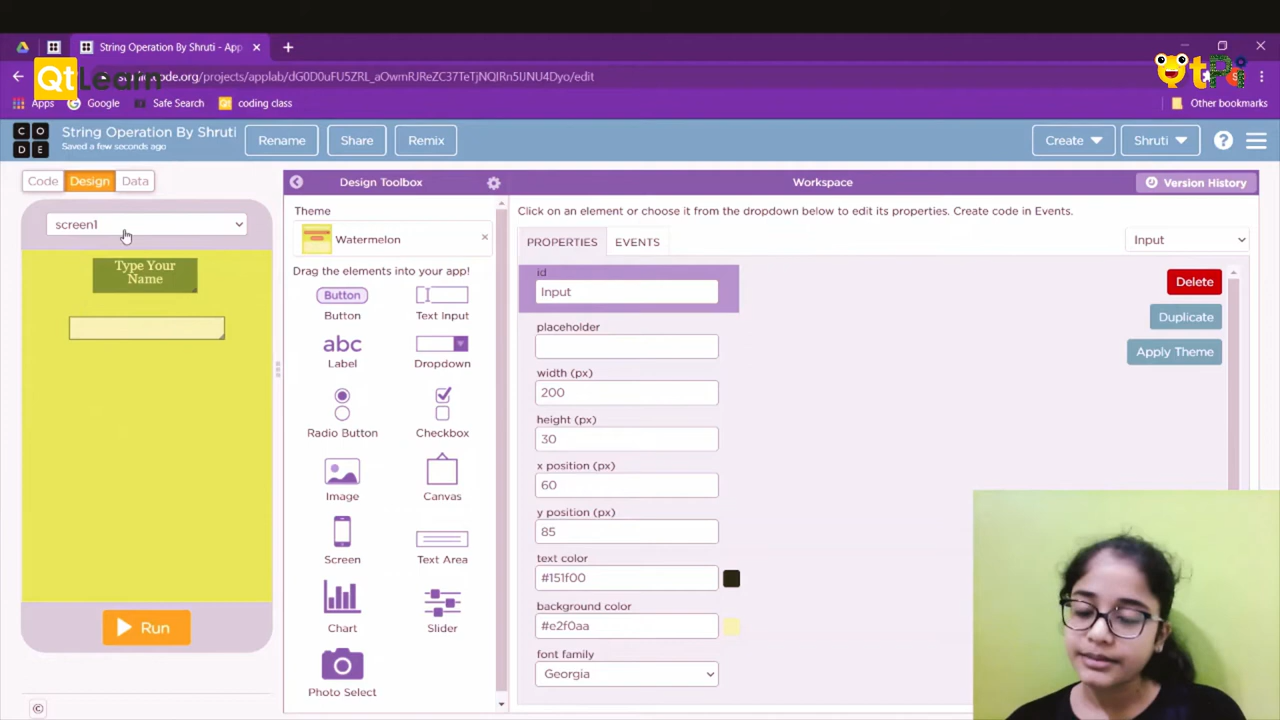 String Operation By Shruti - App
QtLearn
studio.code.org/projects/applab/dG0D0uFU5ZRL_aOwmRUReZC37TeTjNQIRn5UNU4Dyo/edit
QtPi
Apps
Google
Safe Search
coding class
Other bookmarks
CODE
String Operation By Shruti
Saved a few seconds ago
Rename
Share
Remix
Create
Shruti
?
Code
Design
Data
Design Toolbox
Workspace
Version History
screen1
Type Your
Name
Run
©
Theme
Watermelon
Drag the elements into your app!
Button
Button
Text Input
abc
Label
Dropdown
Radio Button
Checkbox
Image
Canvas
Screen
Text Area
Chart
Slider
Photo Select
Click on an element or choose it from the dropdown below to edit its properties. Create code in Events.
PROPERTIES
EVENTS
Input
id
Input
Delete
placeholder
Duplicate
Apply Theme
width (px)
200
height (px)
30
x position (px)
60
y position (px)
85
text color
#151f00
background color
#e2f0aa
font family
Georgia